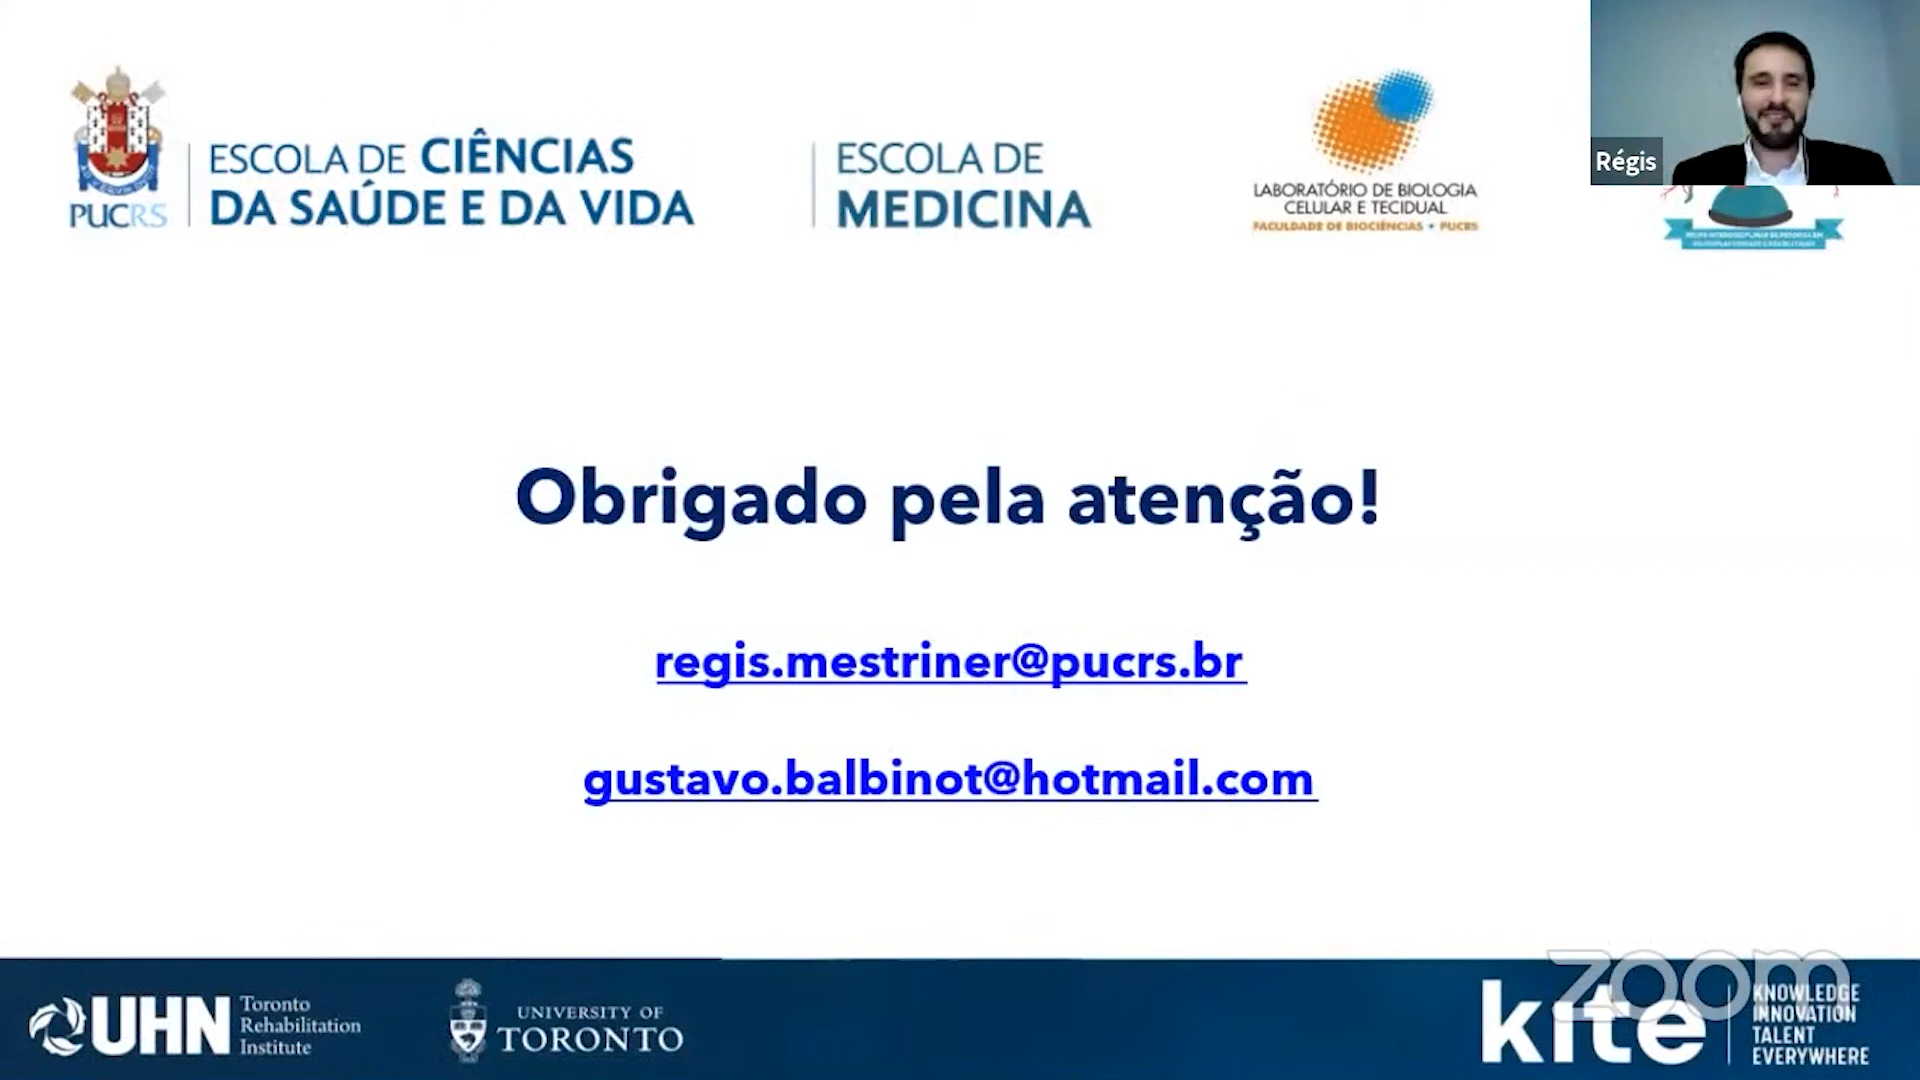 PUCRS
ESCOLA DE CIÊNCIAS
DA SAÚDE E DA VIDA
ESCOLA DE
MEDICINA
LABORATÓRIO DE BIOLOGIA
CELULAR E TECIDUAL
FACULDADE DE BIOCIÊNCIAS • PUCRS
Régis
Obrigado pela atenção!
regis.mestriner@pucrs.br
gustavo.balbinot@hotmail.com
UHN
Toronto
Rehabilitation
Institute
UNIVERSITY OF
TORONTO
zoom
kite
KNOWLEDGE
INNOVATION
TALENT
EVERYWHERE